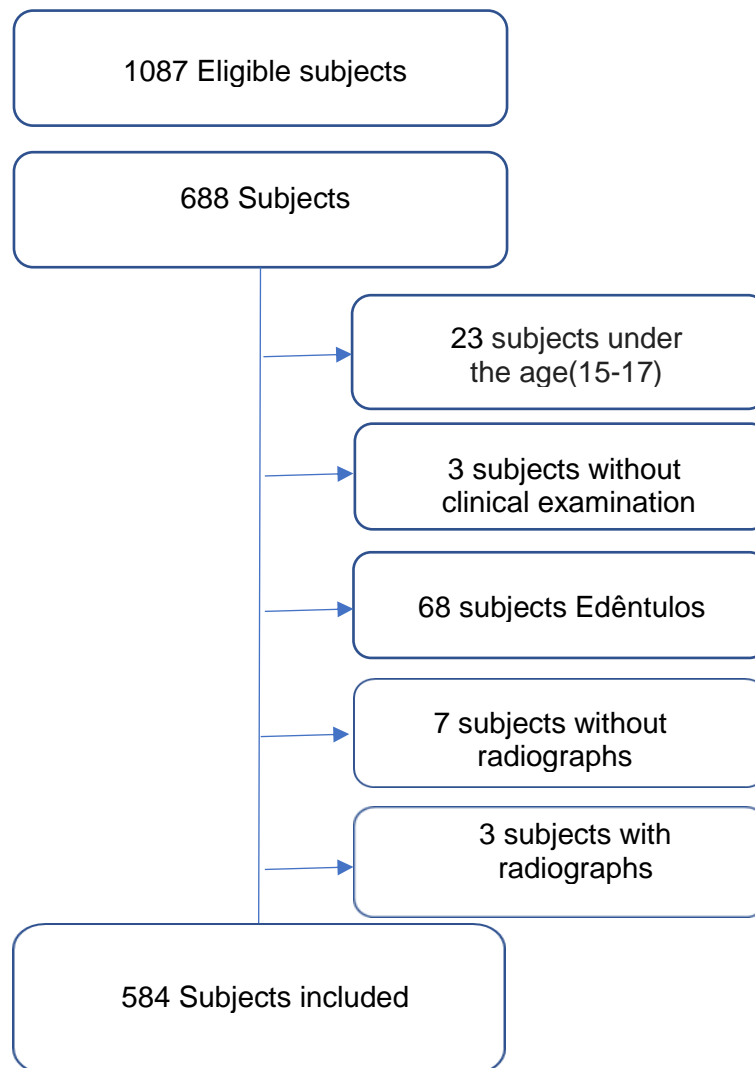 1087 Eligible subjects
688 Subjects
23 subjects under
the age(15-17)
3 subjects without
clinical examination
68 subjects Edêntulos
7 subjects without
radiographs
3 subjects with
radiographs
584 Subjects included